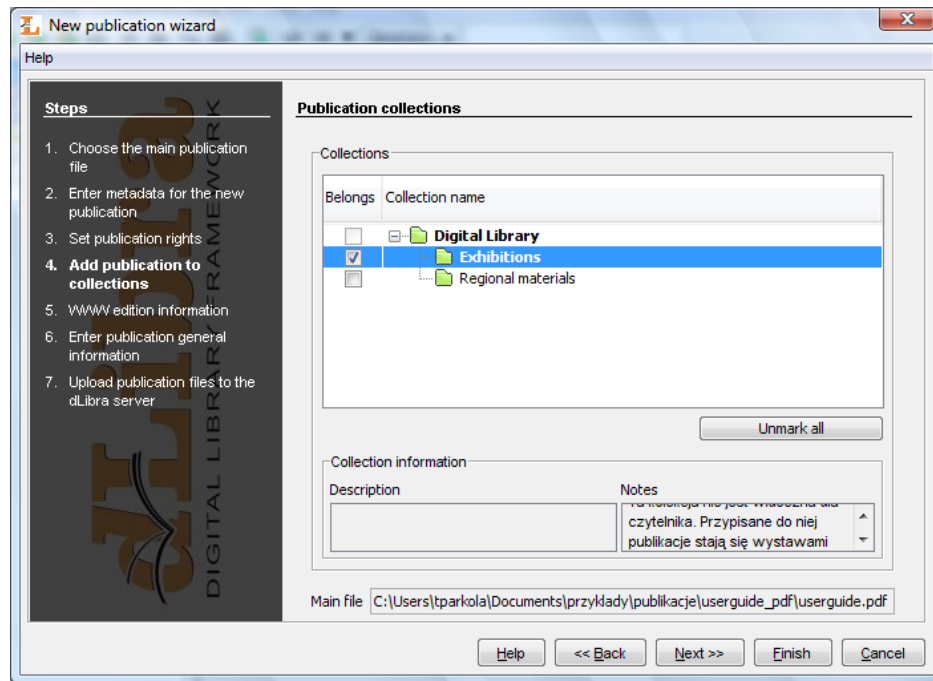 New publication wizard
Help
Steps
1. Choose the main publication
file
2. Enter metadata for the new
publication
3. Set publication rights
4. Add publication to
collections
5. WWW edition information
6. Enter publication general
information
7. Upload publication files to the
dLibra server
dLibra
DIGITAL LIBRARY FRAMEWORK
Publication collections
Collections
Belongs Collection name
Digital Library
Exhibitions
Regional materials
Unmark all
Collection information
Description
Notes
czytelnika. Przypisane do niej
publikacje stają się wystawami
Main file C:\Users\tparkola\Documents\przyklady\publikacje\userguide_pdf\userguide.pdf
Help << Back Next >> Finish Cancel